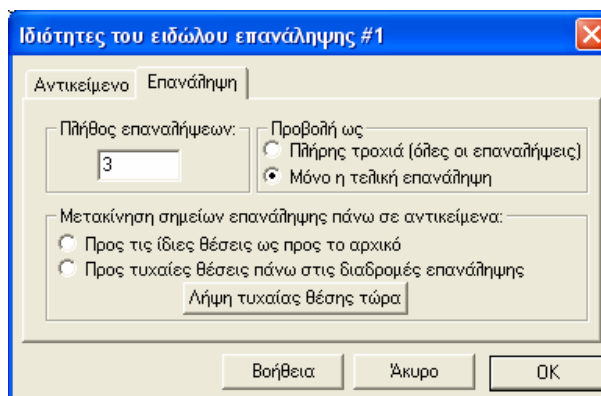 Ιδιότητες του ειδώλου επανάληψης #1
Αντικείμενο Επανάληψη
Πλήθος επαναλήψεων:
3
Προβολή ως
Πλήρης τροχιά (όλες οι επαναλήψεις)
Μόνο η τελική επανάληψη
Μετακίνηση σημείων επανάληψης πάνω σε αντικείμενα:
Προς τις ίδιες θέσεις ως προς το αρχικό
Προς τυχαίες θέσεις πάνω στις διαδρομές επανάληψης
Λήψη τυχαίας θέσης τώρα
Βοήθεια Άκυρο OK